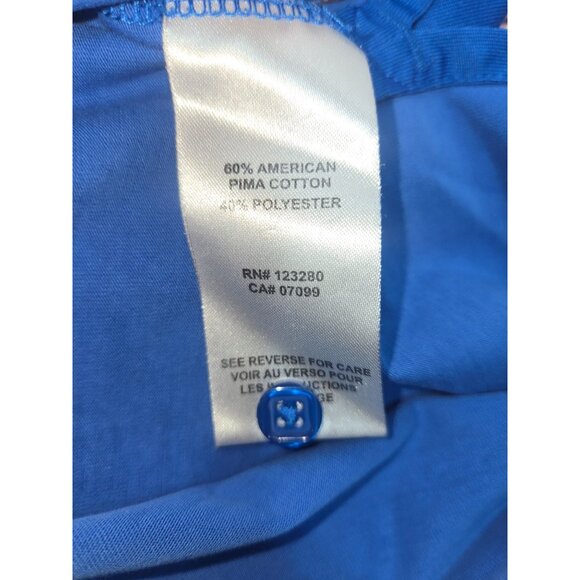 60% AMERICAN
PIMA COTTON
40% POLYESTER
RN# 123280
CA# 07099
SEE REVERSE FOR CARE
VOIR AU VERSO POUR
LES